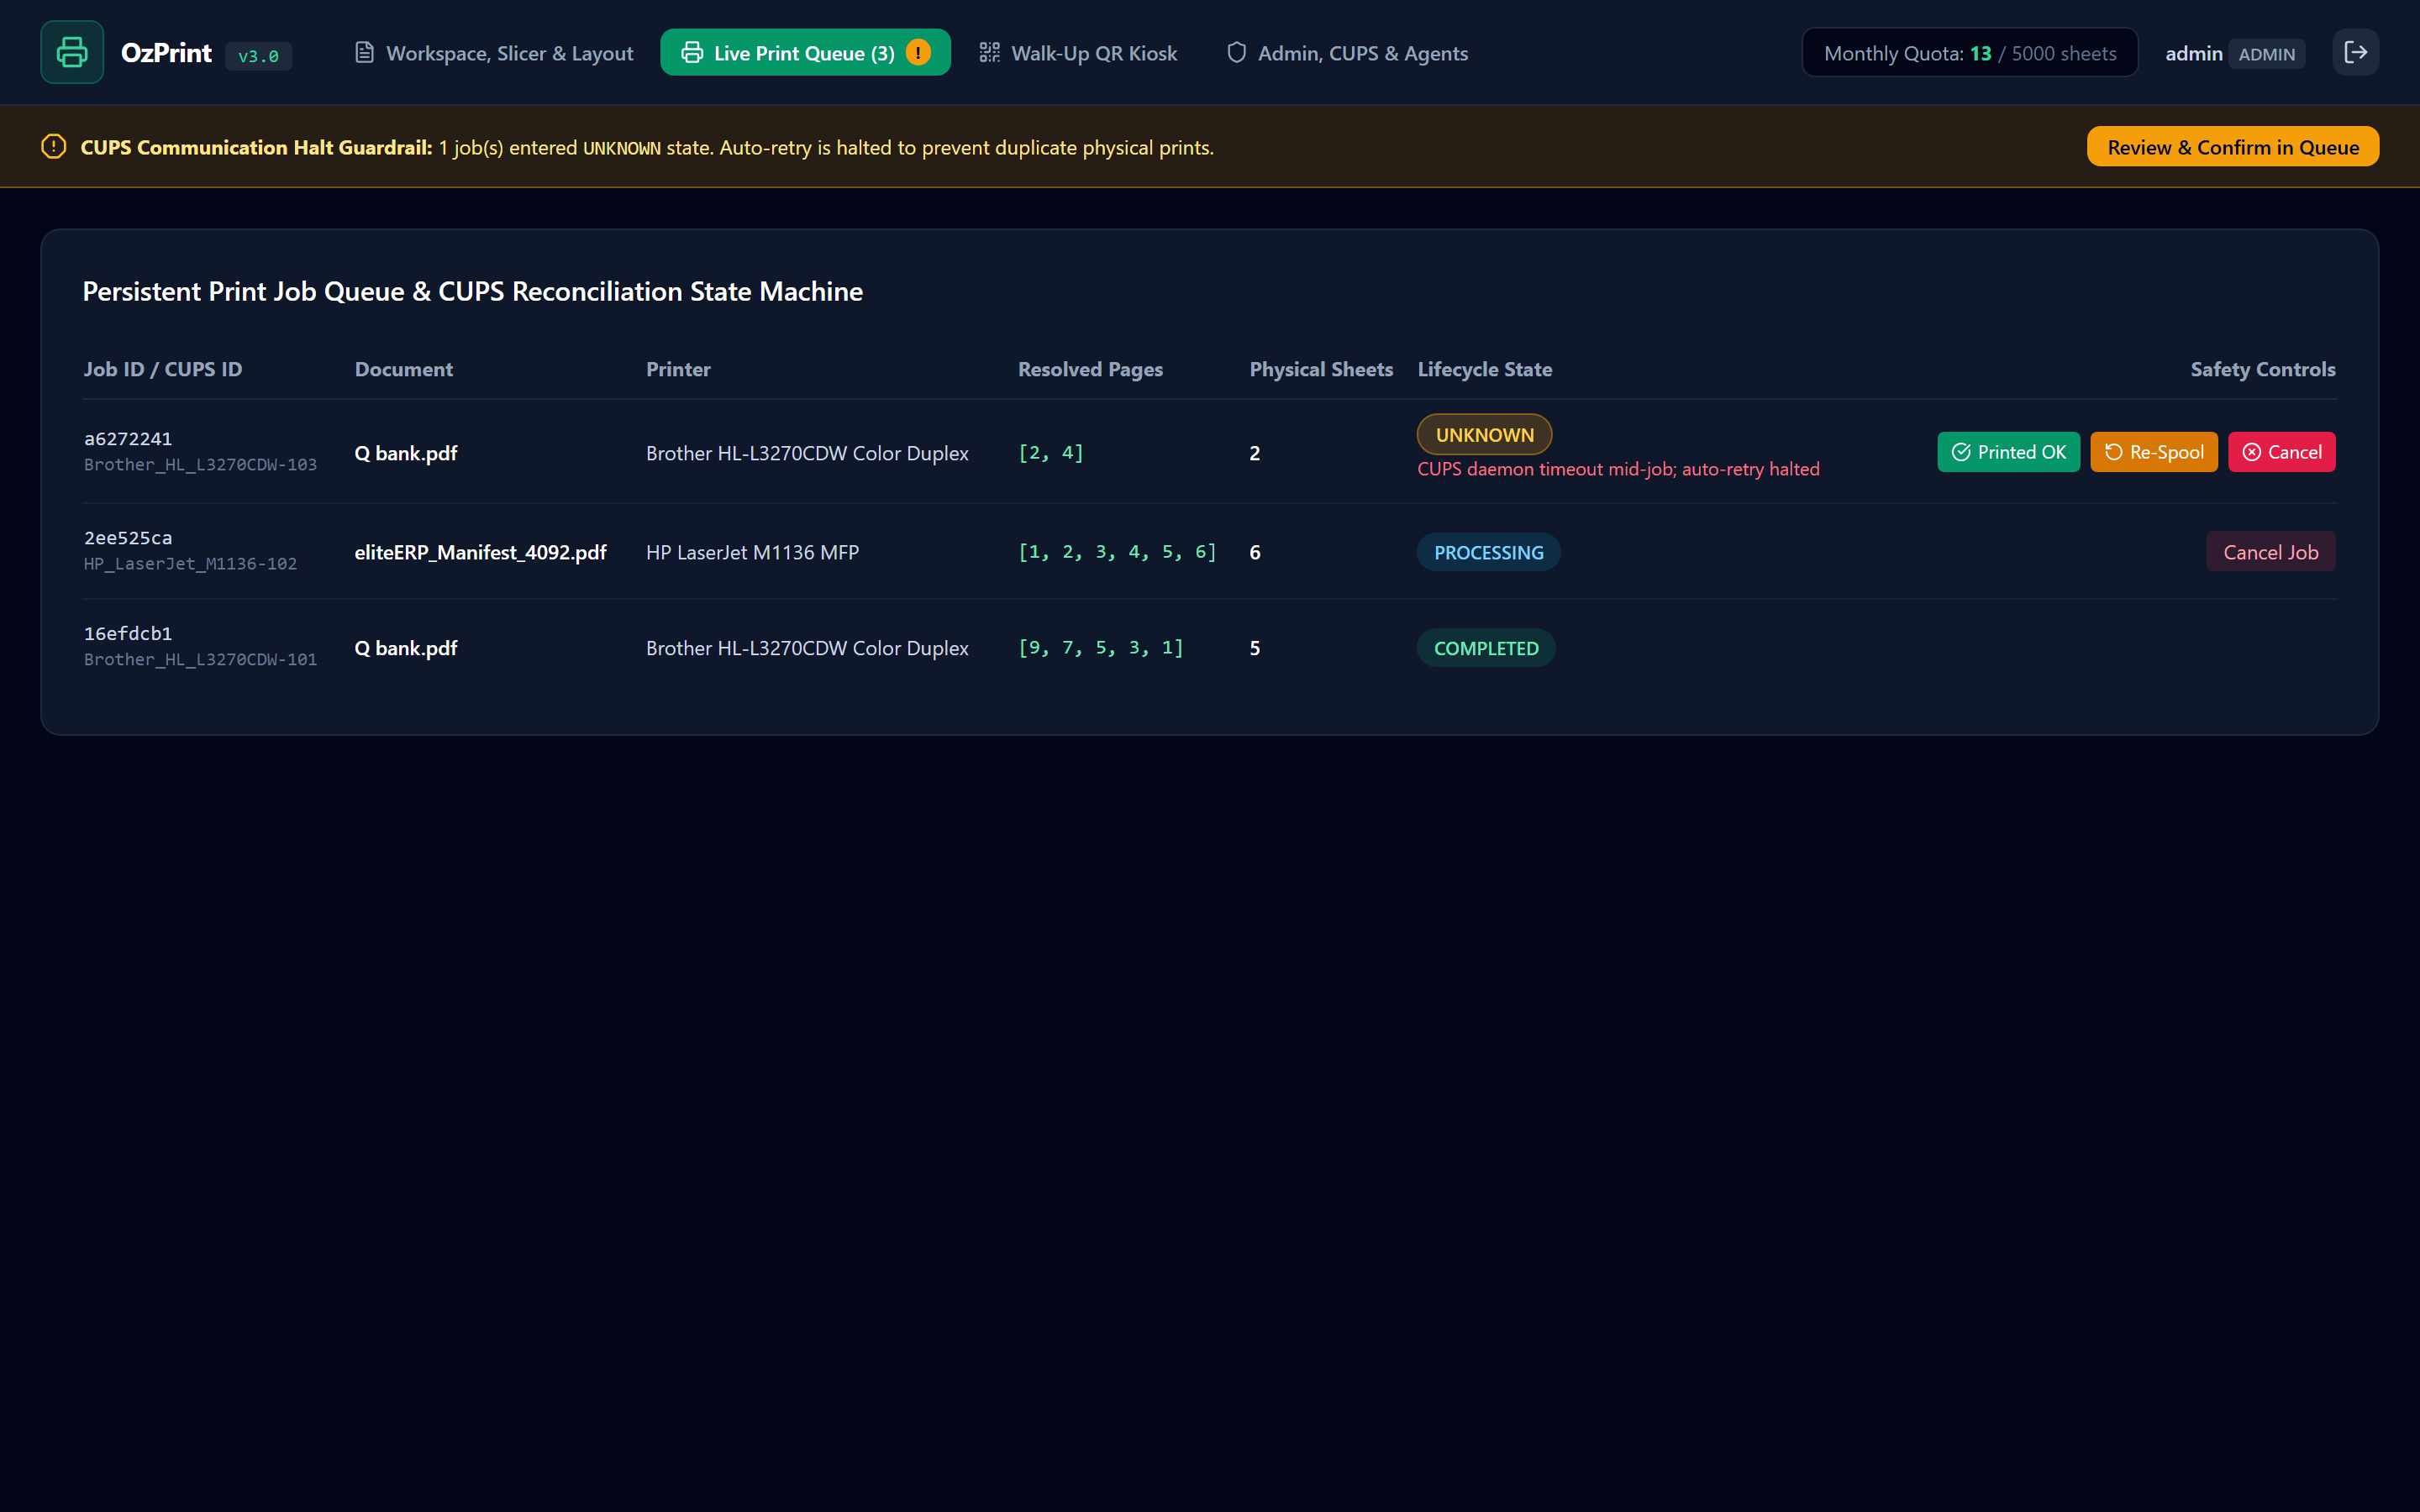 OzPrint v3.0 Workspace, Slicer & Layout Live Print Queue (3) ! Walk-Up QR Kiosk Admin, CUPS & Agents Monthly Quota: 13 / 5000 sheets admin ADMIN
CUPS Communication Halt Guardrail: 1 job(s) entered UNKNOWN state. Auto-retry is halted to prevent duplicate physical prints. Review & Confirm in Queue
Persistent Print Job Queue & CUPS Reconciliation State Machine
Job ID / CUPS ID Document Printer Resolved Pages Physical Sheets Lifecycle State Safety Controls
a6272241
Brother_HL_L3270CDW-103
Q bank.pdf Brother HL-L3270CDW Color Duplex [2, 4] 2
UNKNOWN
CUPS daemon timeout mid-job; auto-retry halted
Printed OK Re-Spool Cancel
2ee525ca
HP_LaserJet_M1136-102
eliteERP_Manifest_4092.pdf HP LaserJet M1136 MFP [1, 2, 3, 4, 5, 6] 6 PROCESSING Cancel Job
16efdcb1
Brother_HL_L3270CDW-101
Q bank.pdf Brother HL-L3270CDW Color Duplex [9, 7, 5, 3, 1] 5 COMPLETED